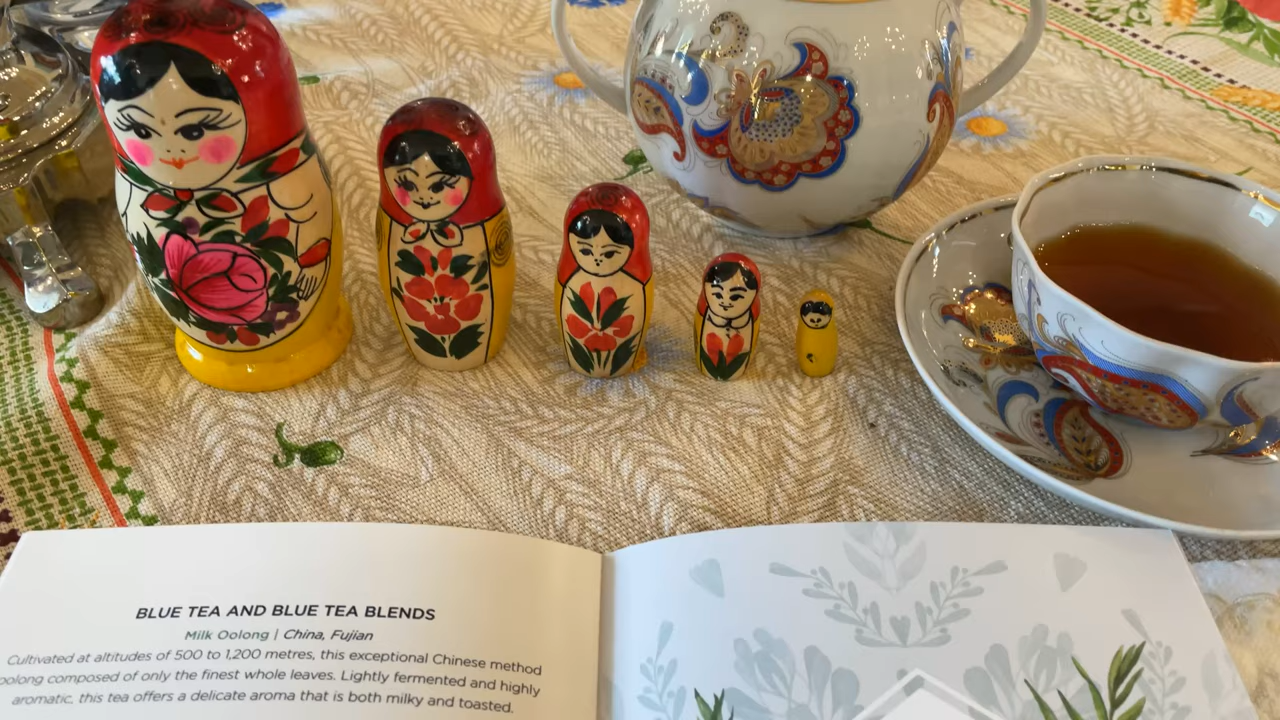 BLUE TEA AND BLUE TEA BLENDS
Milk Oolong | China, Fujian
Cultivated at altitudes of 500 to 1,200 metres, this exceptional Chinese method
oolong composed of only the finest whole leaves. Lightly fermented and highly
aromatic, this tea offers a delicate aroma that is both milky and toasted.